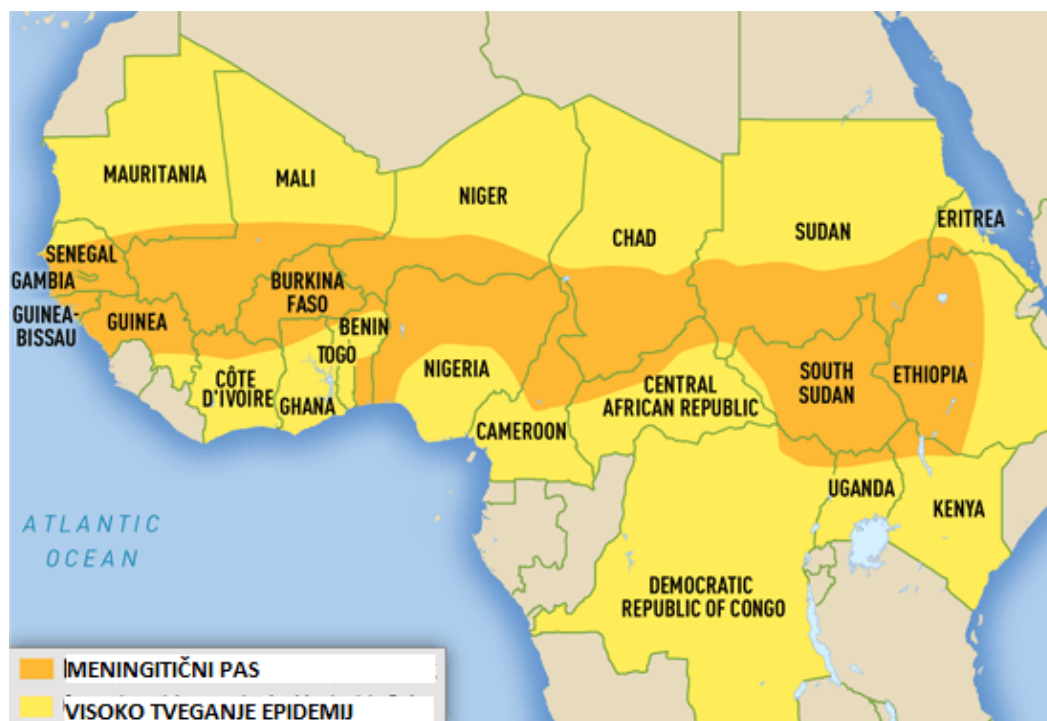 MAURITANIA
MALI
NIGER
CHAD
SUDAN
ERITREA
SENEGAL
GAMBIA
GUINEA-
BISSAU
GUINEA
BURKINA
FASO
BENIN
TOGO
CÔTE
D'IVOIRE
GHANA
NIGERIA
CAMEROON
CENTRAL
AFRICAN REPUBLIC
SOUTH
SUDAN
ETHIOPIA
UGANDA
KENYA
DEMOCRATIC
REPUBLIC OF CONGO
ATLANTIC
OCEAN
MENINGITIČNI PAS
VISOKO TVEGANJE EPIDEMIJ